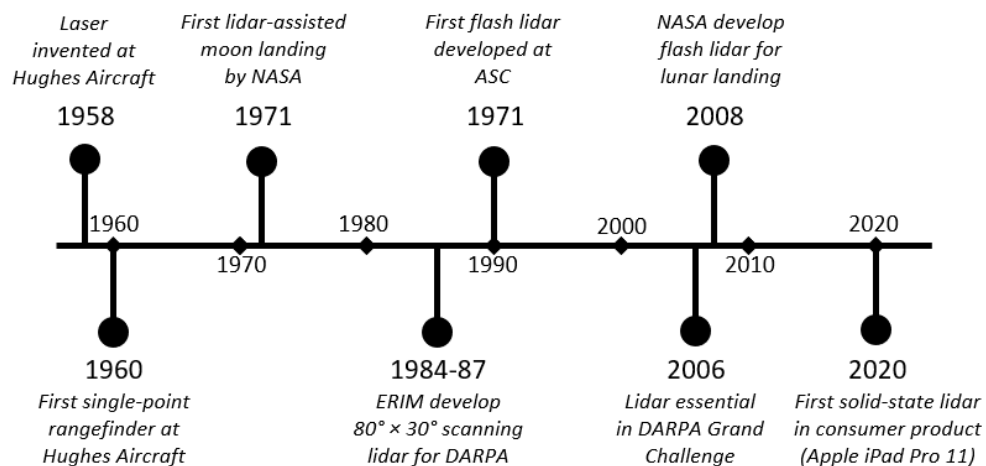 Laser
invented at
Hughes Aircraft
1958
First lidar-assisted
moon landing
by NASA
1971
First flash lidar
developed at
ASC
1971
NASA develop
flash lidar for
lunar landing
2008
1960
1970
1980
1990
2000
2010
2020
1960
First single-point
rangefinder at
Hughes Aircraft
1984-87
ERIM develop
80° × 30° scanning
lidar for DARPA
2006
Lidar essential
in DARPA Grand
Challenge
2020
First solid-state lidar
in consumer product
(Apple iPad Pro 11)